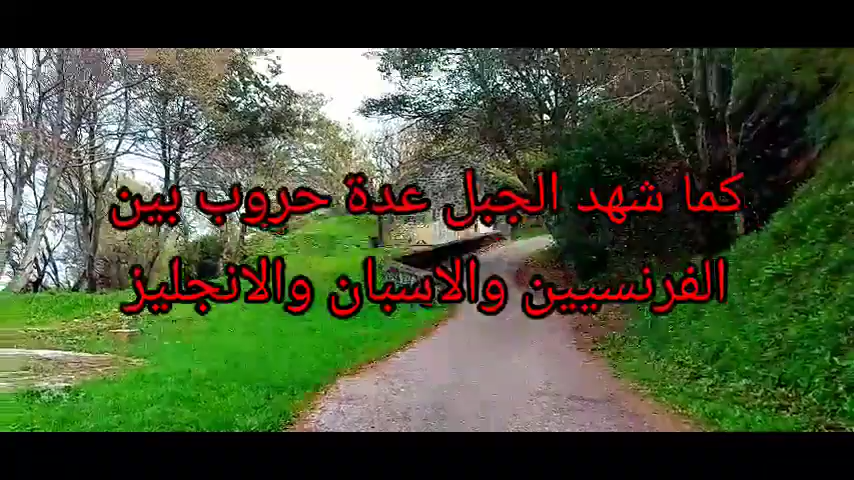 كما شهد الجبل عدة حروب بين
الفرنسيين والاسبان والانجليز